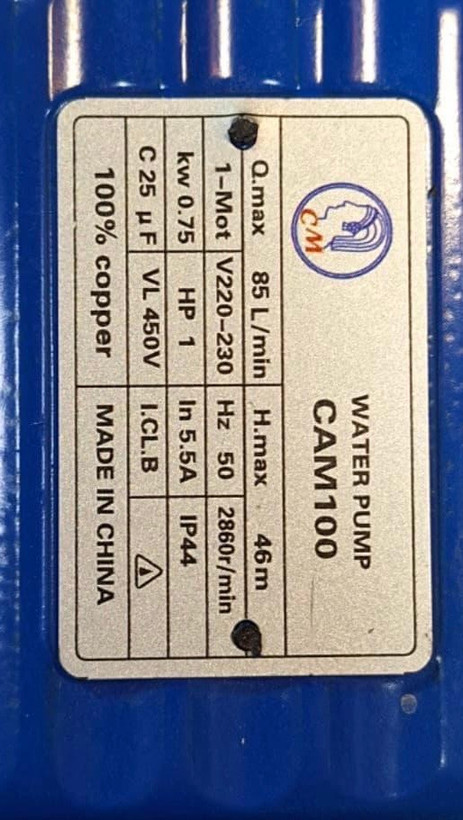 CM
WATER PUMP
CAM100
Q.max 85 L/min H.max 46m
1-Mot V220-230 Hz 50 2860r/min
kw 0.75 HP 1 In 5.5A IP44
C 25 μF VL 450V I.CL.B
100% copper MADE IN CHINA